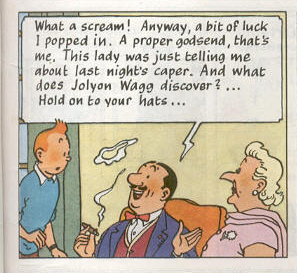 What a scream! Anyway, a bit of luck
I popped in. A proper godsend, that's
me. This lady was just telling me
about last night's caper. And what
does Jolyon Wagg discover? ...
Hold on to your hats ...